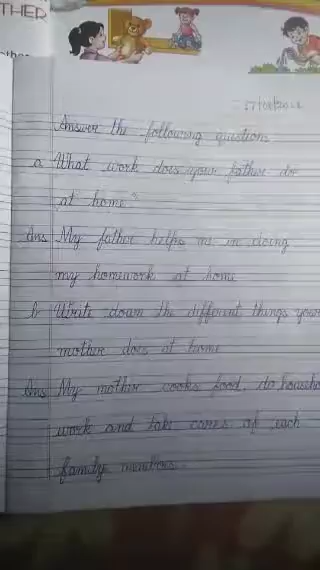 THER
Answer the following questions
a What work does your father do
at home?
Ans My father helps me in doing
my homework at home
b Write down the different things your
mother does at home
Ans My mother cooks food, do househo
work and take cares of each
family members.